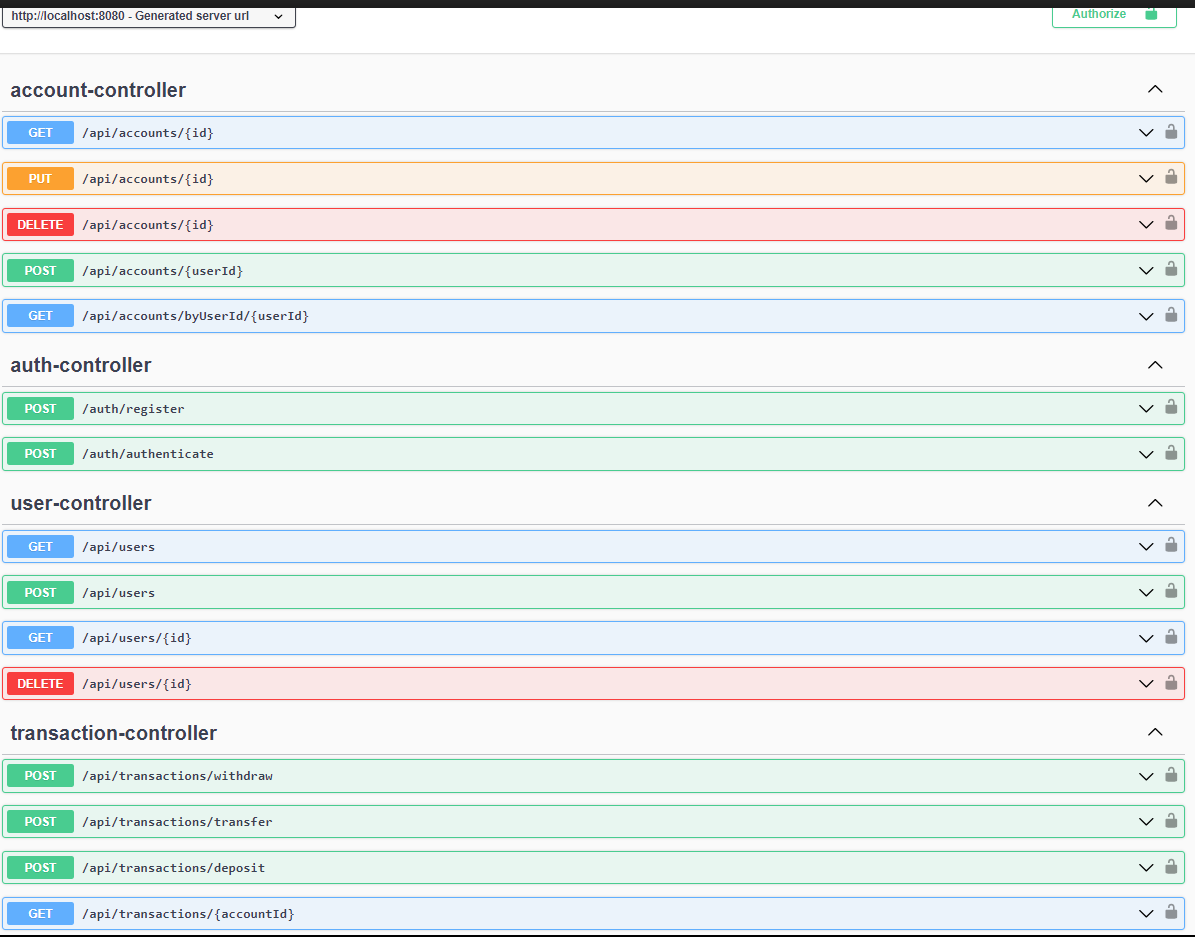 http://localhost:8080 - Generated server url
Authorize
account-controller
GET /api/accounts/{id}
PUT /api/accounts/{id}
DELETE /api/accounts/{id}
POST /api/accounts/{userId}
GET /api/accounts/byUserId/{userId}
auth-controller
POST /auth/register
POST /auth/authenticate
user-controller
GET /api/users
POST /api/users
GET /api/users/{id}
DELETE /api/users/{id}
transaction-controller
POST /api/transactions/withdraw
POST /api/transactions/transfer
POST /api/transactions/deposit
GET /api/transactions/{accountId}